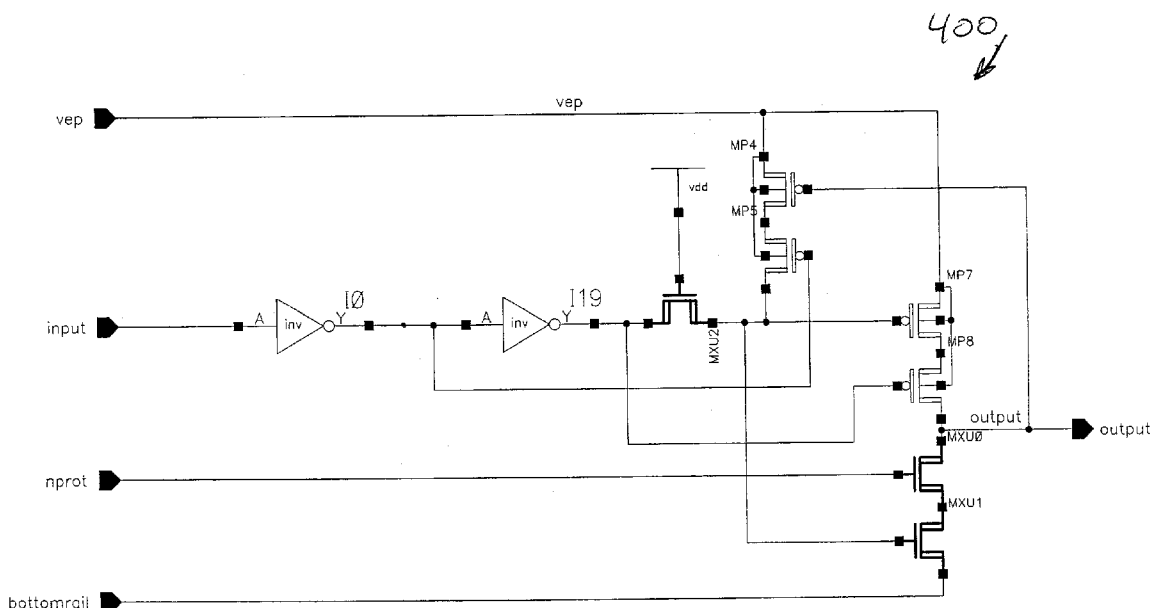 400
vep
vep
MP4
vdd
MP5
MP7
I0
I19
input
A
inv
Y
A
inv
Y
MXU2
MP8
output
output
MXU0
nprot
MXU1
bottomrail